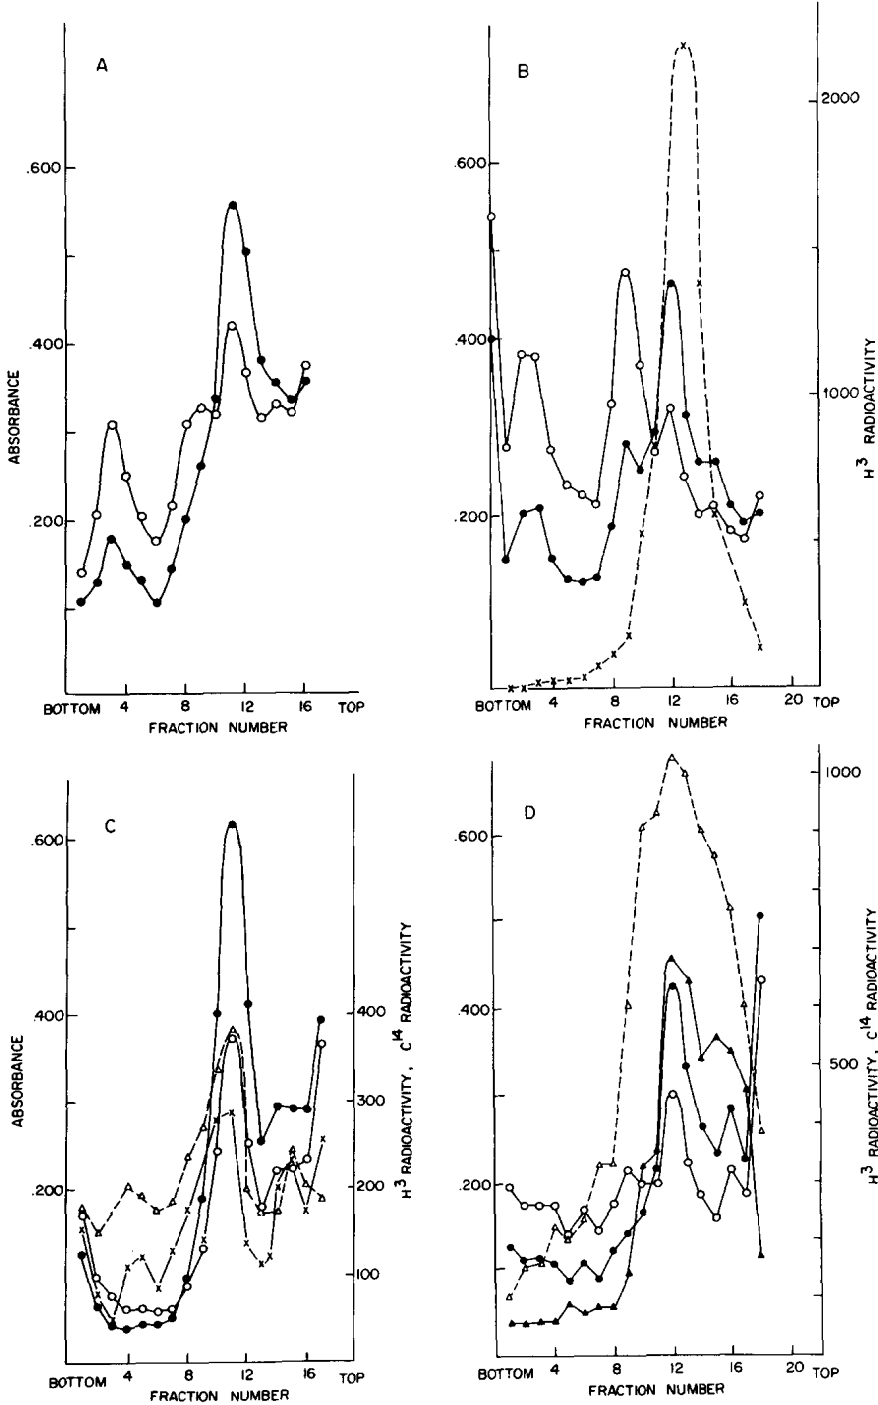 A
.600
.400
.200
ABSORBANCE
BOTTOM 4 8 12 16 TOP
FRACTION NUMBER
B
.600
.400
.200
2000
1000
H3 RADIOACTIVITY
BOTTOM 4 8 12 16 20 TOP
FRACTION NUMBER
C
.600
.400
.200
ABSORBANCE
400
300
200
100
H3 RADIOACTIVITY, C14 RADIOACTIVITY
BOTTOM 4 8 12 16 TOP
FRACTION NUMBER
D
.600
.400
.200
1000
500
H3 RADIOACTIVITY, C14 RADIOACTIVITY
BOTTOM 4 8 12 16 20 TOP
FRACTION NUMBER